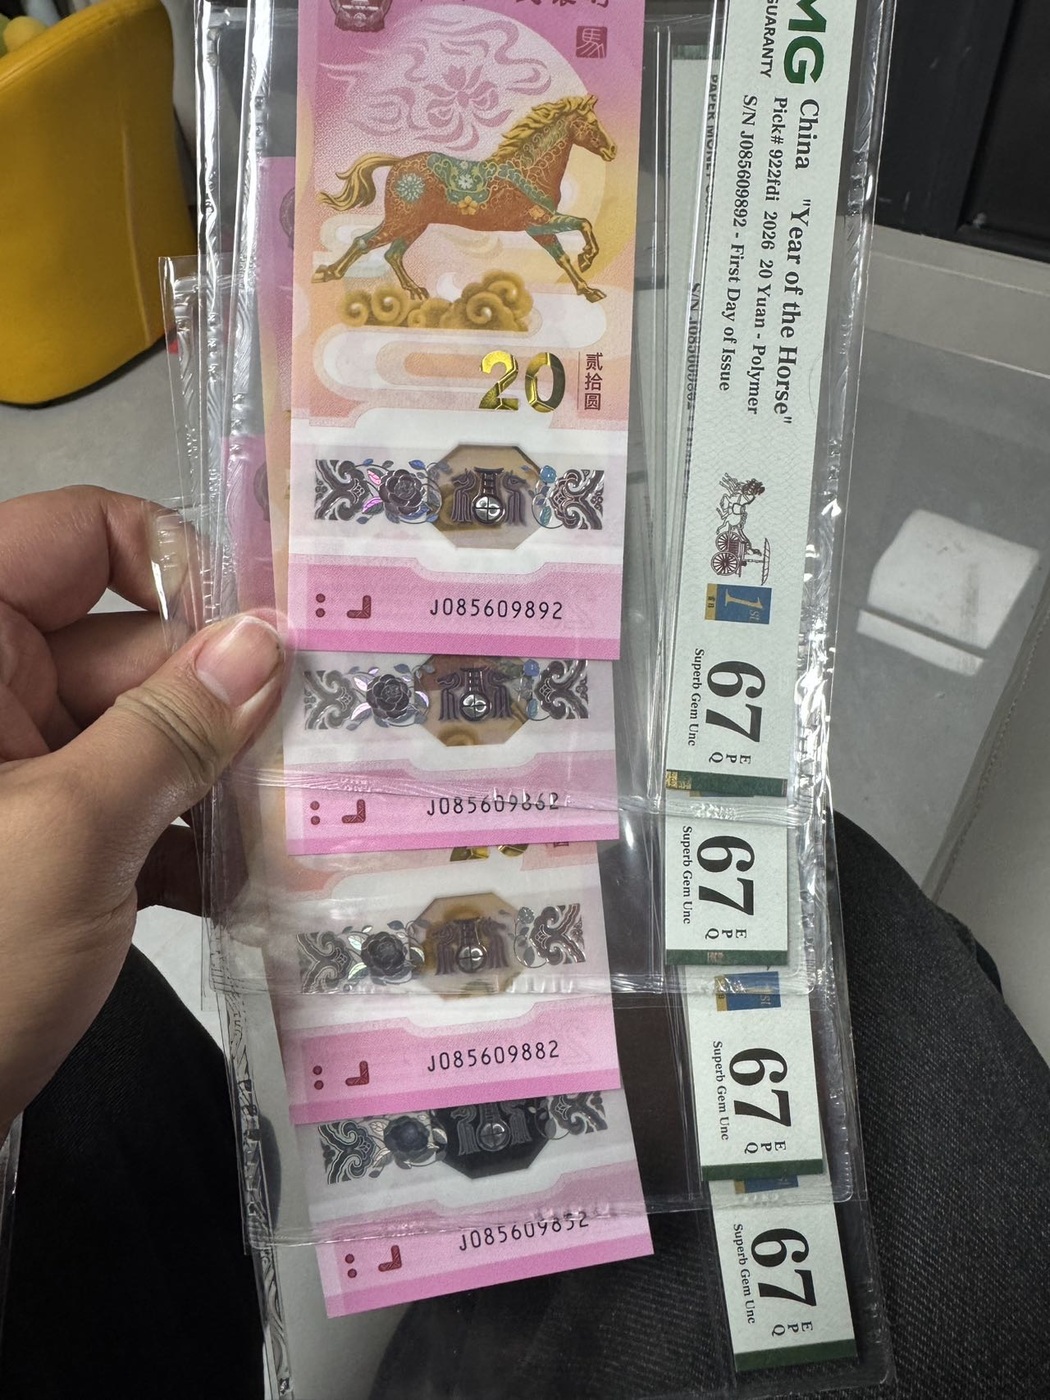 馬
20
贰拾圆
J085609892
J085609862
J085609882
J085609852
MG
GUARANTY
China "Year of the Horse"
Pick# 922fdi 2026 20 Yuan - Polymer
S/N J085609892 - First Day of Issue
1st
67 EPQ
Superb Gem Unc
67 EPQ
Superb Gem Unc
1st
67 EPQ
Superb Gem Unc
67 EPQ
Superb Gem Unc
PAPER MONEY